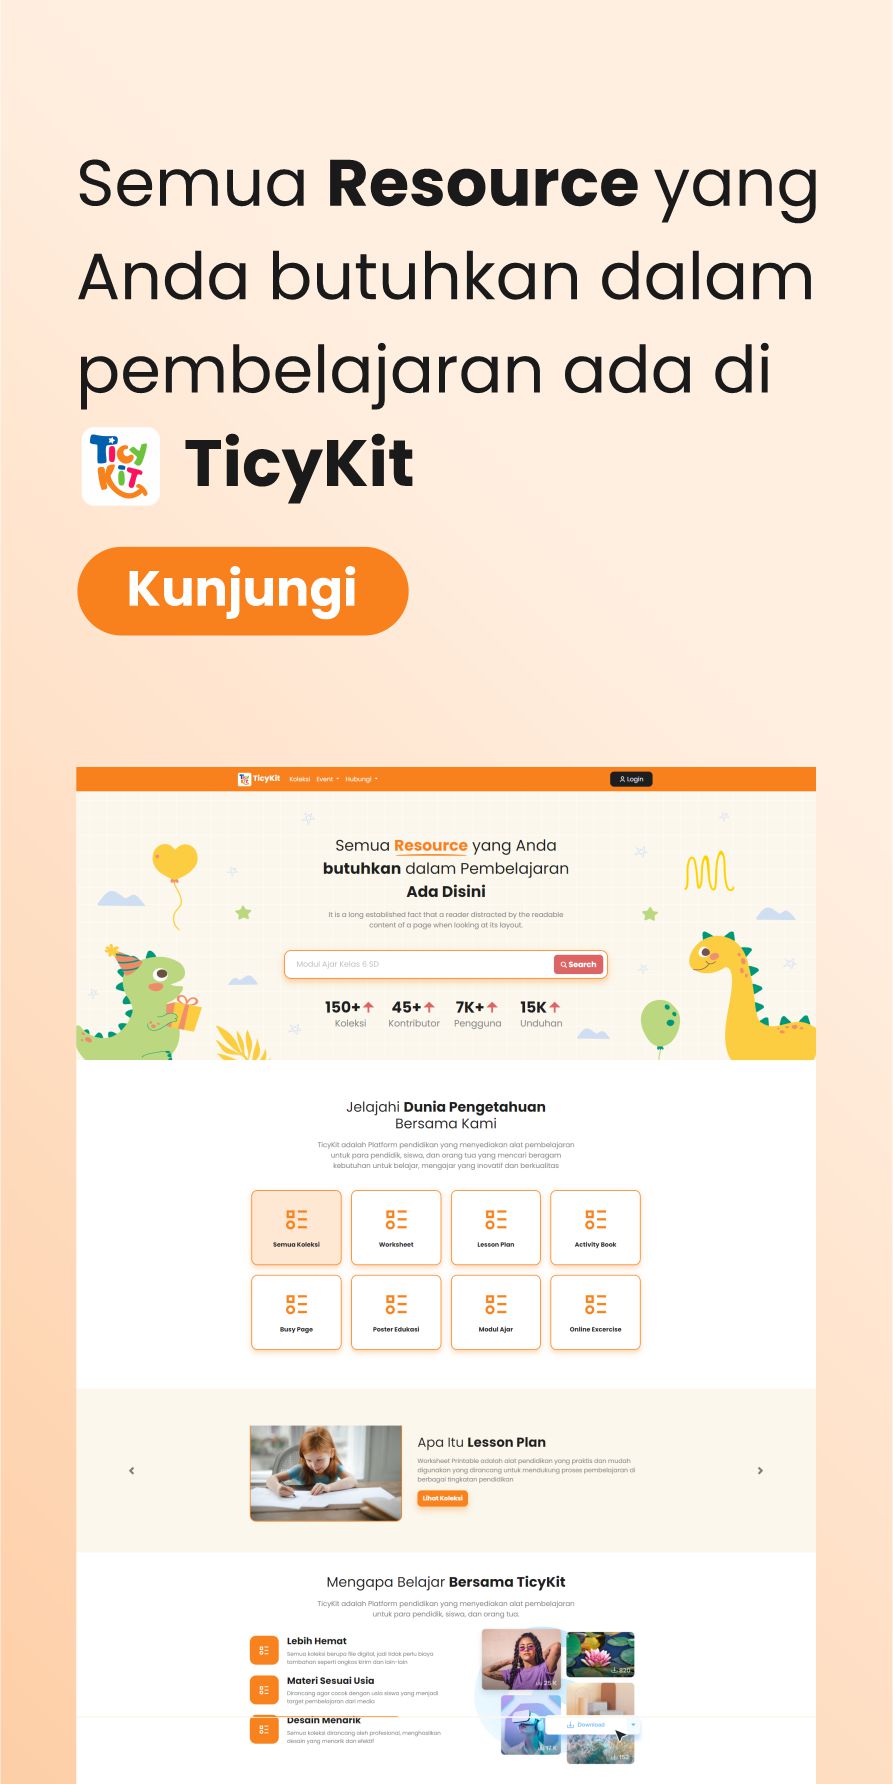 Semua Resource yang
Anda butuhkan dalam
pembelajaran ada di
TICY KIT TicyKit
Kunjungi
TicyKit Koleksi Event Hubungi Login
Semua Resource yang Anda
butuhkan dalam Pembelajaran
Ada Disini
It is a long established fact that a reader distracted by the readable
content of a page when looking at its layout.
Modul Ajar Kelas 6 SD Search
150+ 45+ 7K+ 15K
Koleksi Kontributor Pengguna Unduhan
Jelajahi Dunia Pengetahuan
Bersama Kami
TicyKit adalah Platform pendidikan yang menyediakan alat pembelajaran
untuk para pendidik, siswa, dan orang tua yang mencari beragam
kebutuhan untuk belajar, mengajar yang inovatif dan berkualitas
Semua Koleksi Worksheet Lesson Plan Activity Book
Busy Page Poster Edukasi Modul Ajar Online Excercise
Apa Itu Lesson Plan
Worksheet Printable adalah alat pendidikan yang praktis dan mudah
digunakan yang dirancang untuk mendukung proses pembelajaran di
berbagai tingkatan pendidikan
Lihat Koleksi
Mengapa Belajar Bersama TicyKit
TicyKit adalah Platform pendidikan yang menyediakan alat pembelajaran
untuk para pendidik, siswa, dan orang tua.
Lebih Hemat
Semua koleksi berupa file digital, jadi tidak perlu biaya
tambahan seperti ongkos kirim dan lain-lain
Materi Sesuai Usia
Dirancang agar cocok dengan usia siswa yang menjadi
target pembelajaran dari media
Desain Menarik
Semua koleksi dirancang oleh profesional, menghasilkan
desain yang menarik dan efektif
25 K 820
Download
17 K 153